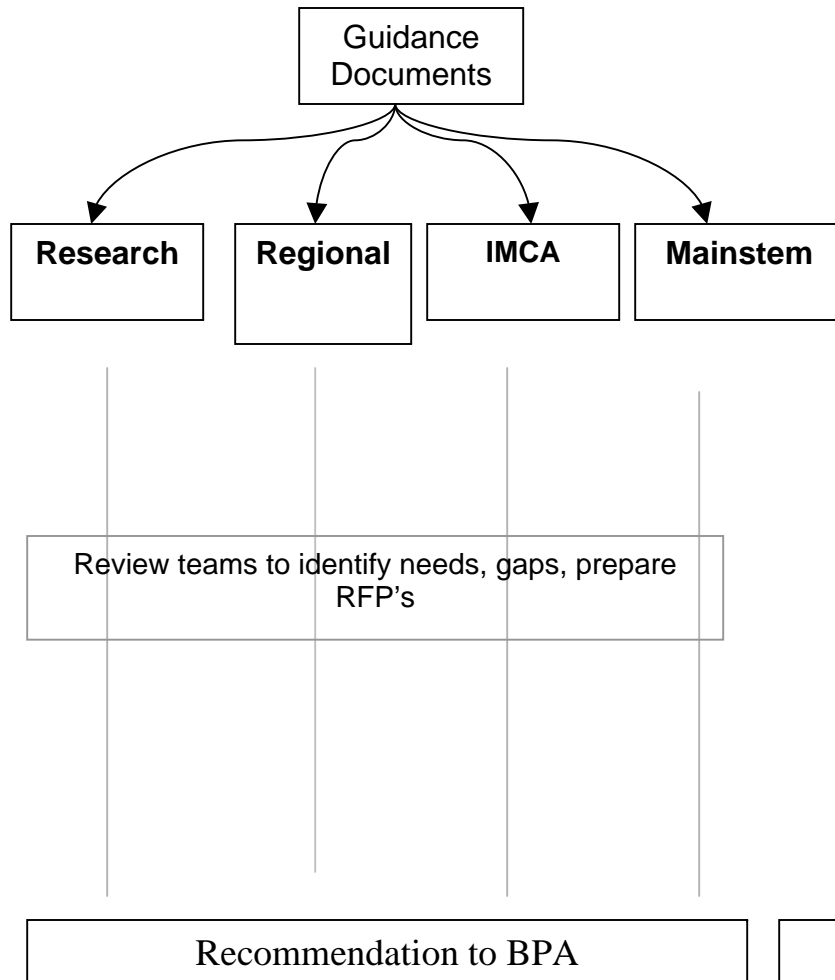 Guidance
Documents
Research
Regional
IMCA
Mainstem
Review teams to identify needs, gaps, prepare
RFP's
Recommendation to BPA